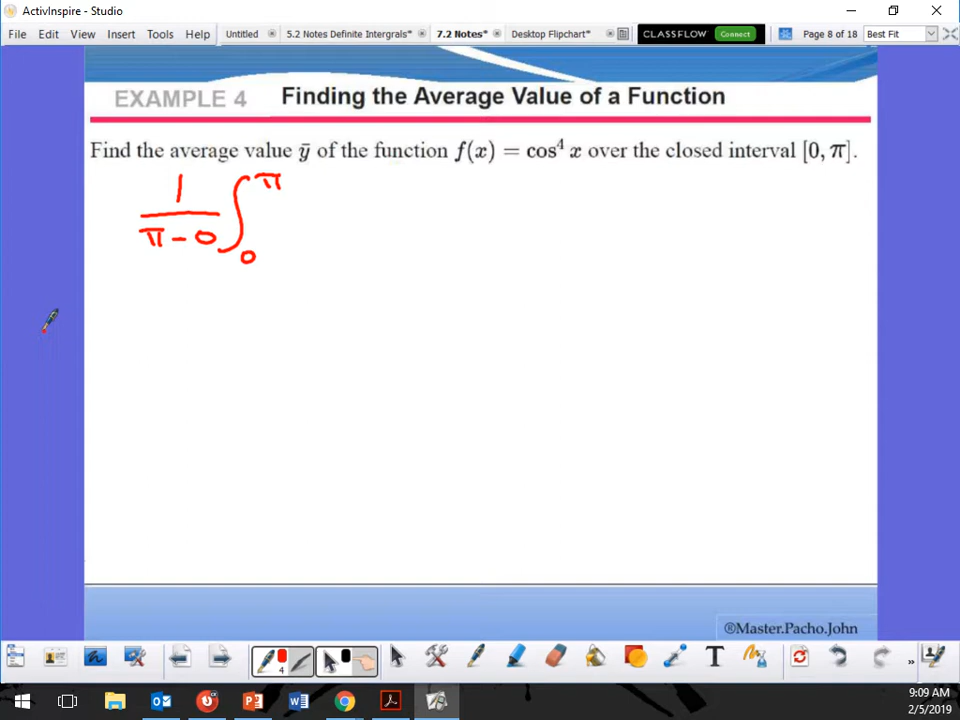 ActivInspire - Studio
File Edit View Insert Tools Help Untitled 5.2 Notes Definite Intergrals* 7.2 Notes* Desktop Flipchart* CLASSFLOW Connect Page 8 of 18 Best Fit
EXAMPLE 4 Finding the Average Value of a Function
Find the average value ȳ of the function f(x) = cos⁴ x over the closed interval [0, π].
1 π
π - 0 ∫
0
®Master.Pacho.John
4 T »
9:09 AM
2/5/2019